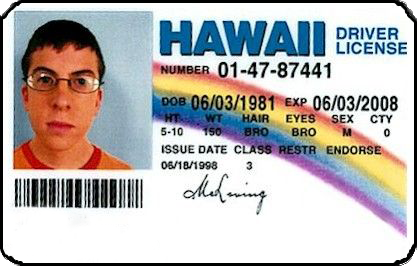 HAWAII DRIVER LICENSE
NUMBER 01-47-87441
DOB 06/03/1981 EXP 06/03/2008
HT WT HAIR EYES SEX CTY
5-10 150 BRO BRO M 0
ISSUE DATE CLASS RESTR ENDORSE
06/18/1998 3
McLoving